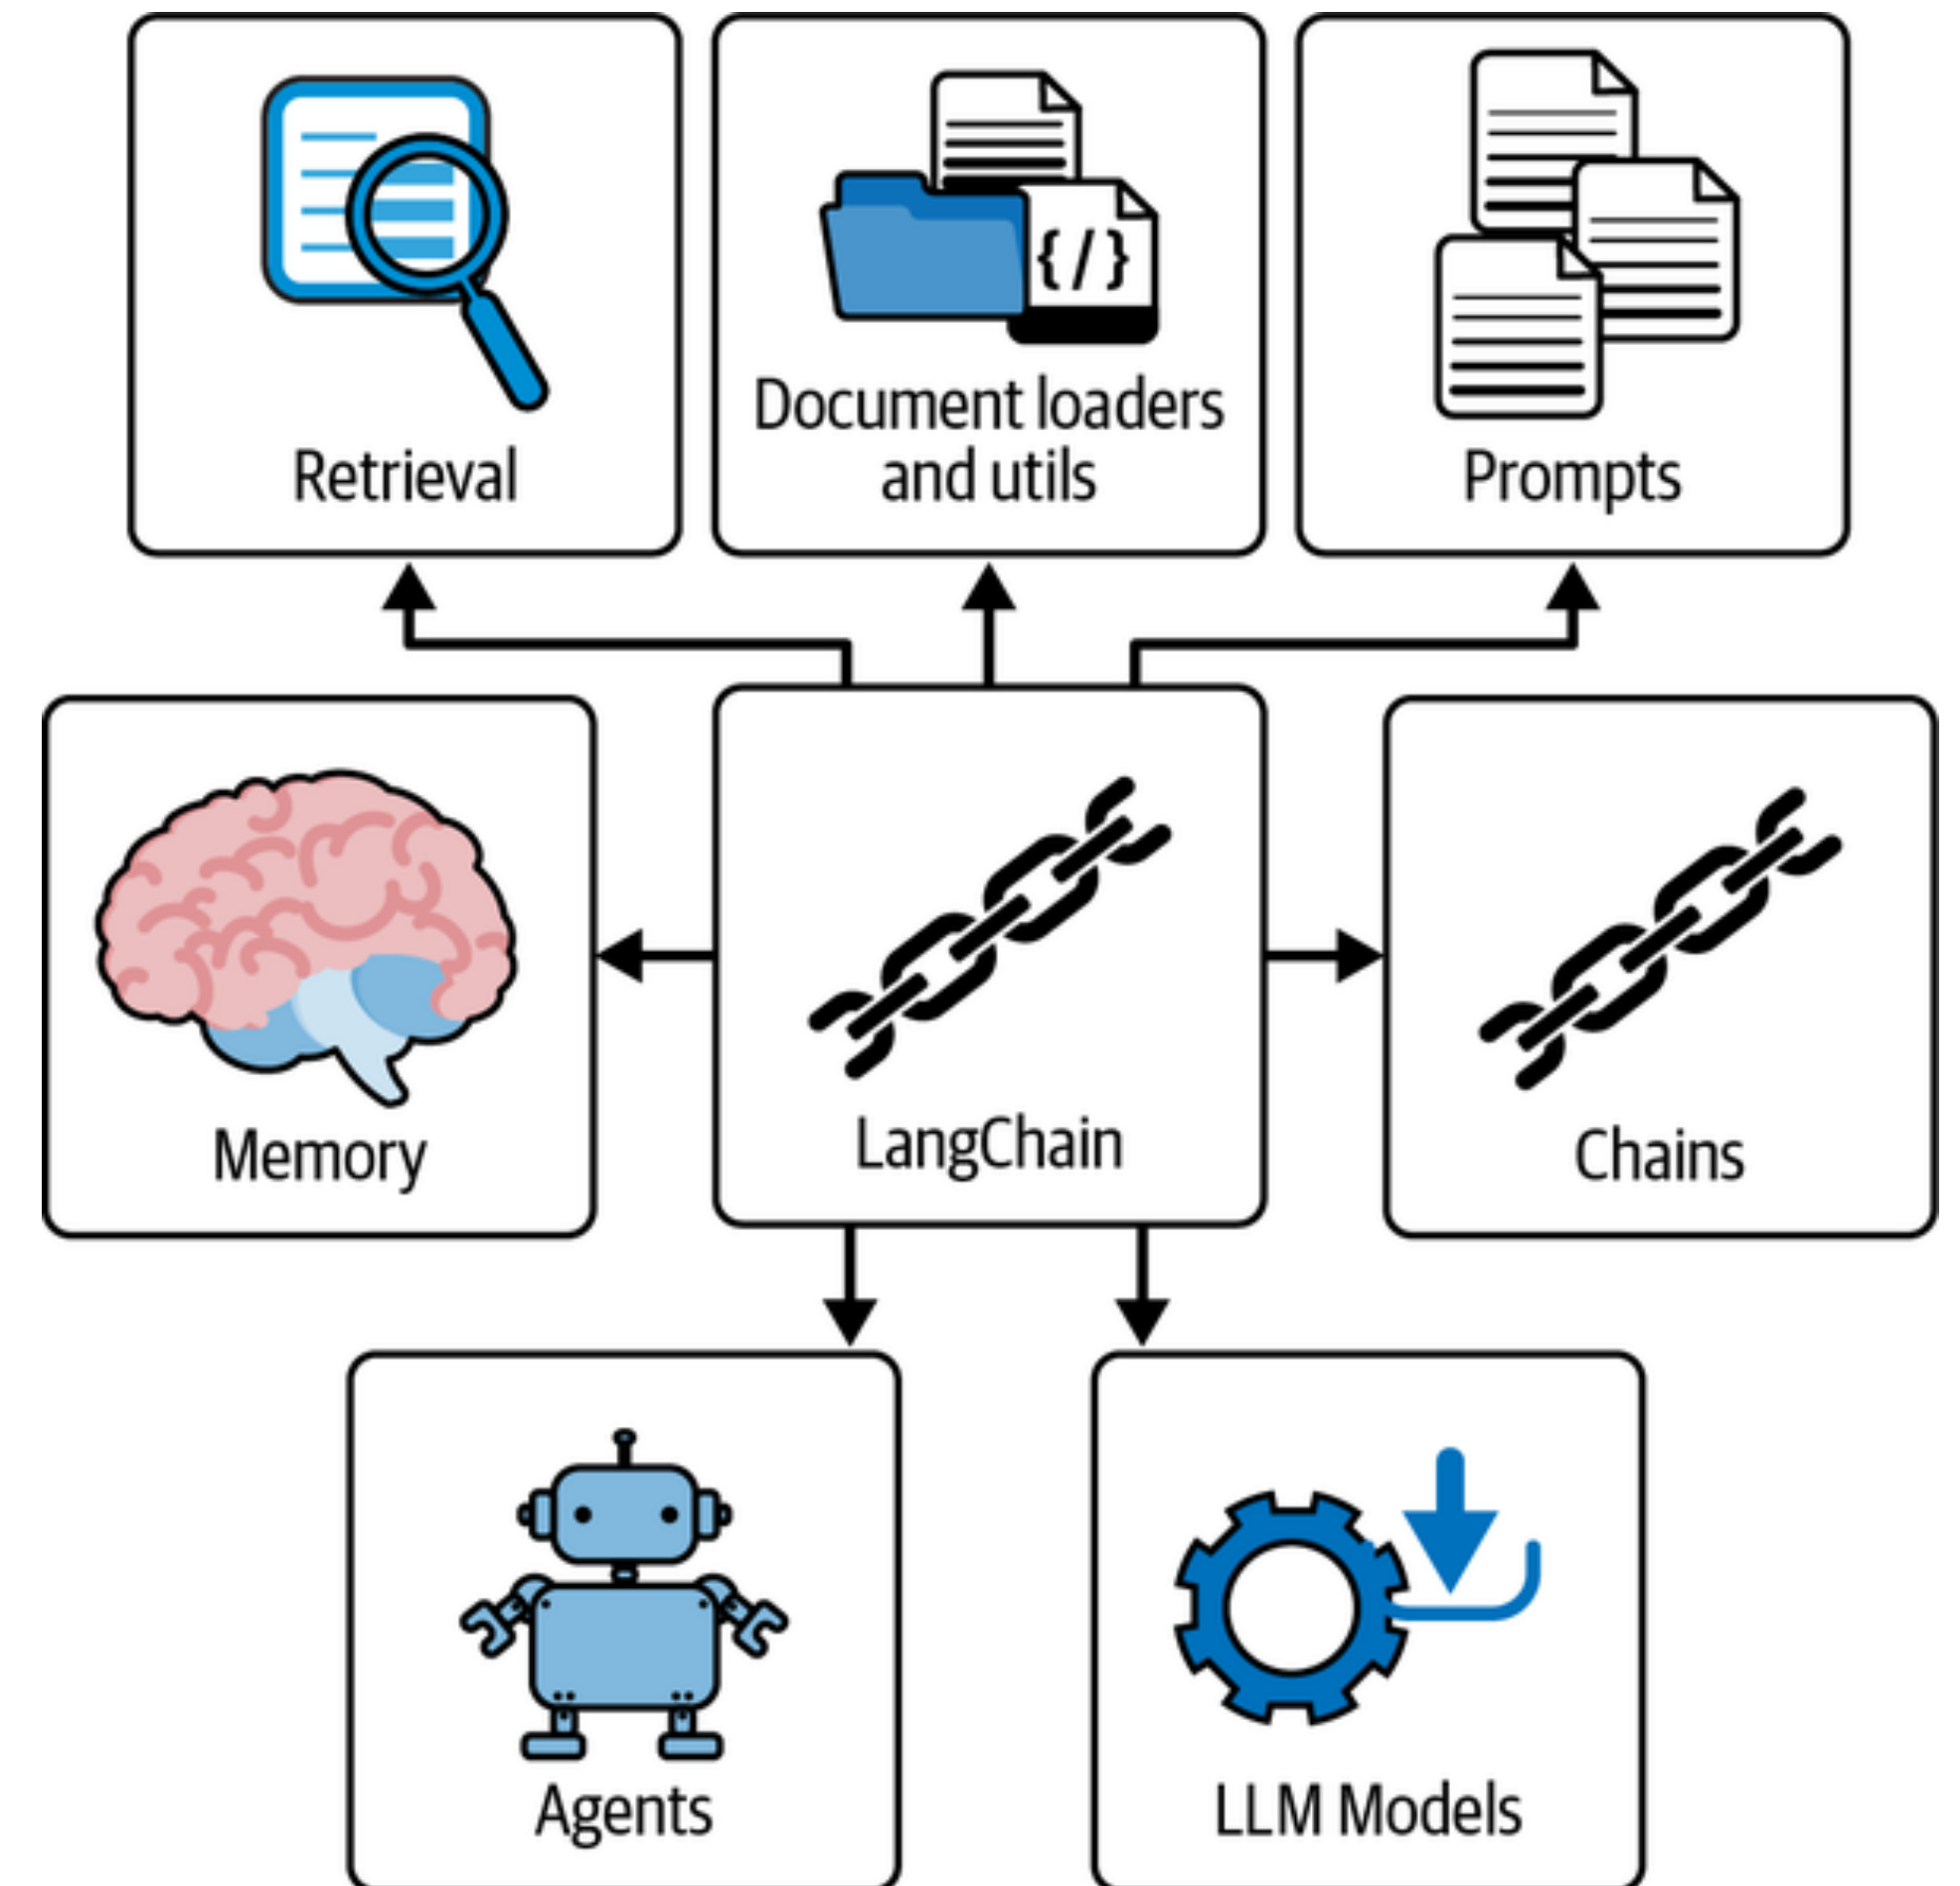 Retrieval
Document loaders
and utils
{/}
Prompts
Memory
LangChain
Chains
Agents
LLM Models